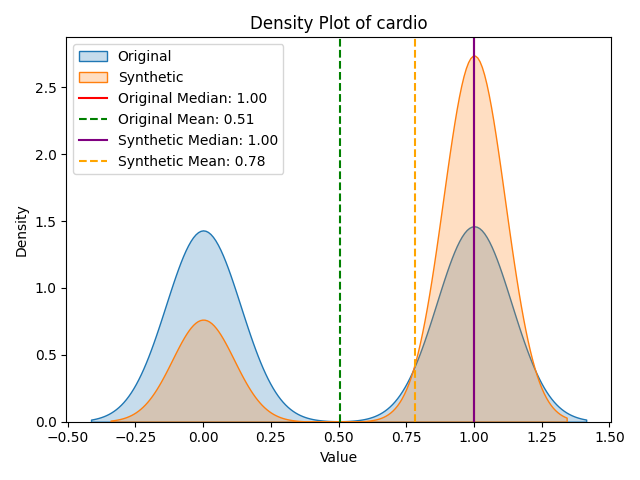 Density Plot of cardio
Original
Synthetic
Original Median: 1.00
Original Mean: 0.51
Synthetic Median: 1.00
Synthetic Mean: 0.78
Density
2.5
2.0
1.5
1.0
0.5
0.0
−0.50 −0.25 0.00 0.25 0.50 0.75 1.00 1.25 1.50
Value